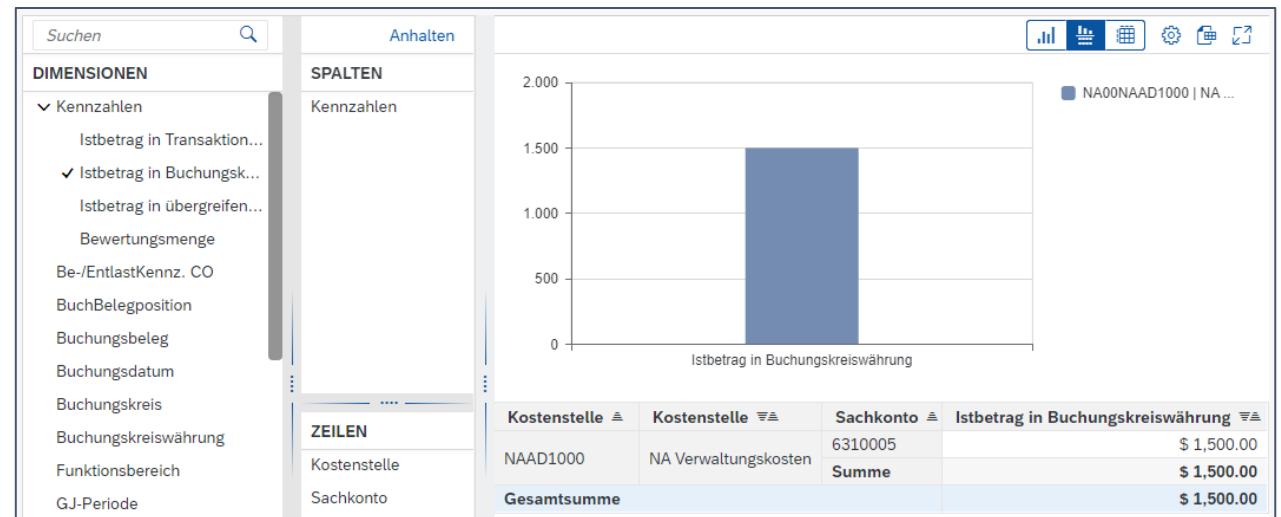 Suchen
DIMENSIONEN
Kennzahlen
Istbetrag in Transaktion...
Istbetrag in Buchungsk...
Istbetrag in übergreifen...
Bewertungsmenge
Be-/EntlastKennz. CO
BuchBelegposition
Buchungsbeleg
Buchungsdatum
Buchungskreis
Buchungskreiswährung
Funktionsbereich
GJ-Periode
Anhalten
SPALTEN
Kennzahlen
ZEILEN
Kostenstelle
Sachkonto
2.000
1.500
1.000
500
0
Istbetrag in Buchungskreiswährung
NA00NAAD1000 | NA ...
Kostenstelle Kostenstelle Sachkonto Istbetrag in Buchungskreiswährung
NAAD1000 NA Verwaltungskosten 6310005 $ 1,500.00
Summe $ 1,500.00
Gesamtsumme $ 1,500.00